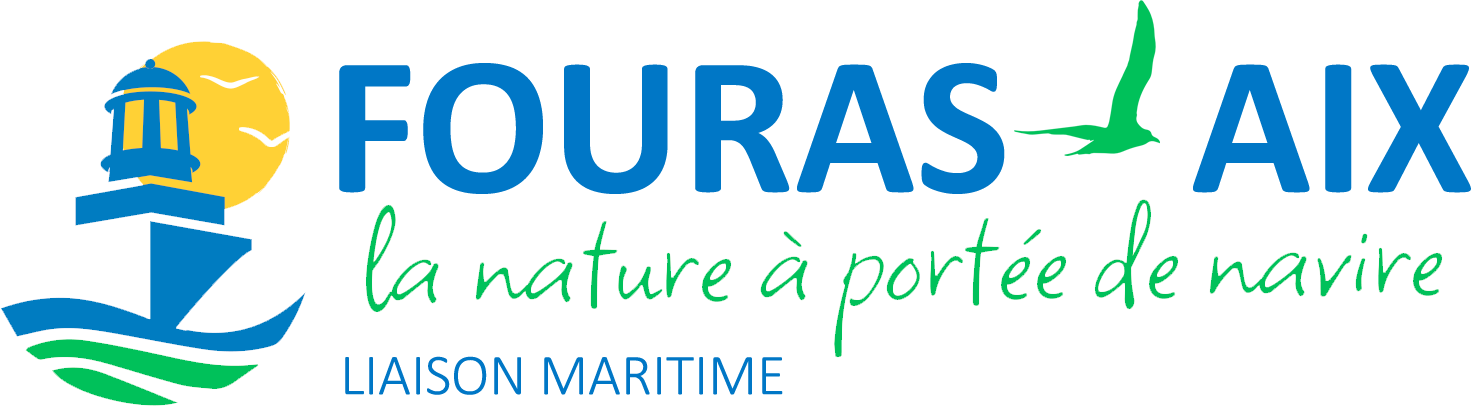 FOURAS AIX
la nature à portée de navire
LIAISON MARITIME